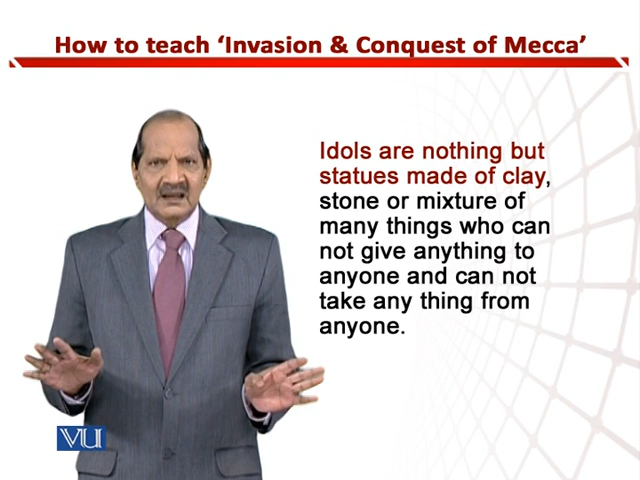 How to teach ‘Invasion & Conquest of Mecca’
Idols are nothing but
statues made of clay,
stone or mixture of
many things who can
not give anything to
anyone and can not
take any thing from
anyone.
VU